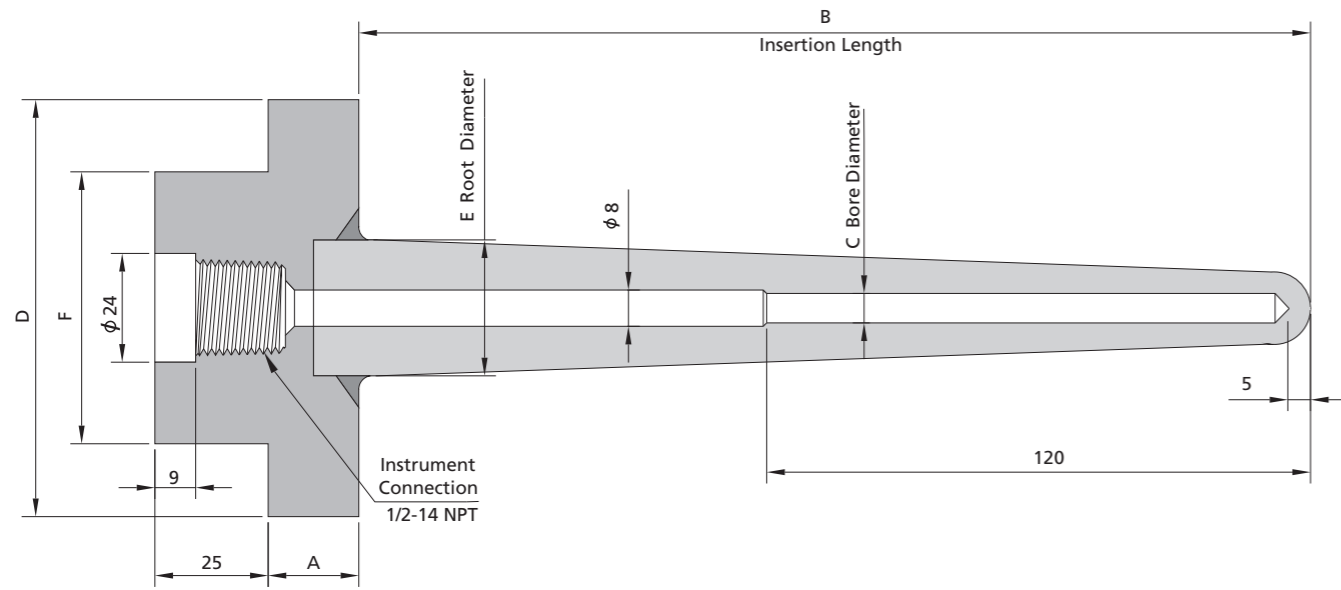 B
Insertion Length
E Root Diameter
C Bore Diameter
ϕ 8
D
F
ϕ 24
5
120
9
Instrument
Connection
1/2-14 NPT
25
A